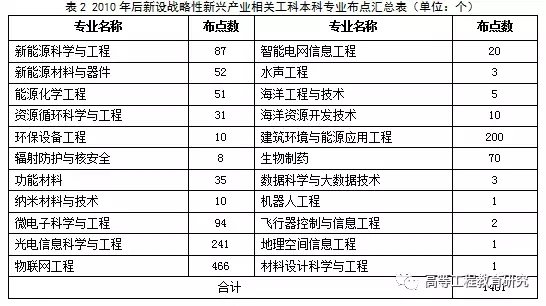 表 2 2010 年后新设战略性新兴产业相关工科本科专业布点汇总表（单位：个）
专业名称 布点数 专业名称 布点数
新能源科学与工程 87 智能电网信息工程 20
新能源材料与器件 52 水声工程 3
能源化学工程 51 海洋工程与技术 5
资源循环科学与工程 31 海洋资源开发技术 10
环保设备工程 10 建筑环境与能源应用工程 200
辐射防护与核安全 8 生物制药 70
功能材料 35 数据科学与大数据技术 3
纳米材料与技术 10 机器人工程 1
微电子科学与工程 94 飞行器控制与信息工程 2
光电信息科学与工程 241 地理空间信息工程 1
物联网工程 466 材料设计科学与工程 1
合计 1401
高等工程教育研究